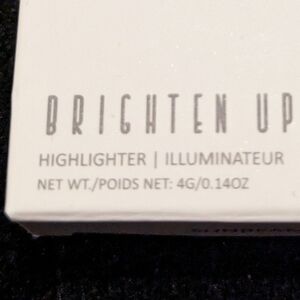 BRIGHTEN UP
HIGHLIGHTER | ILLUMINATEUR
NET WT./POIDS NET: 4G/0.14OZ